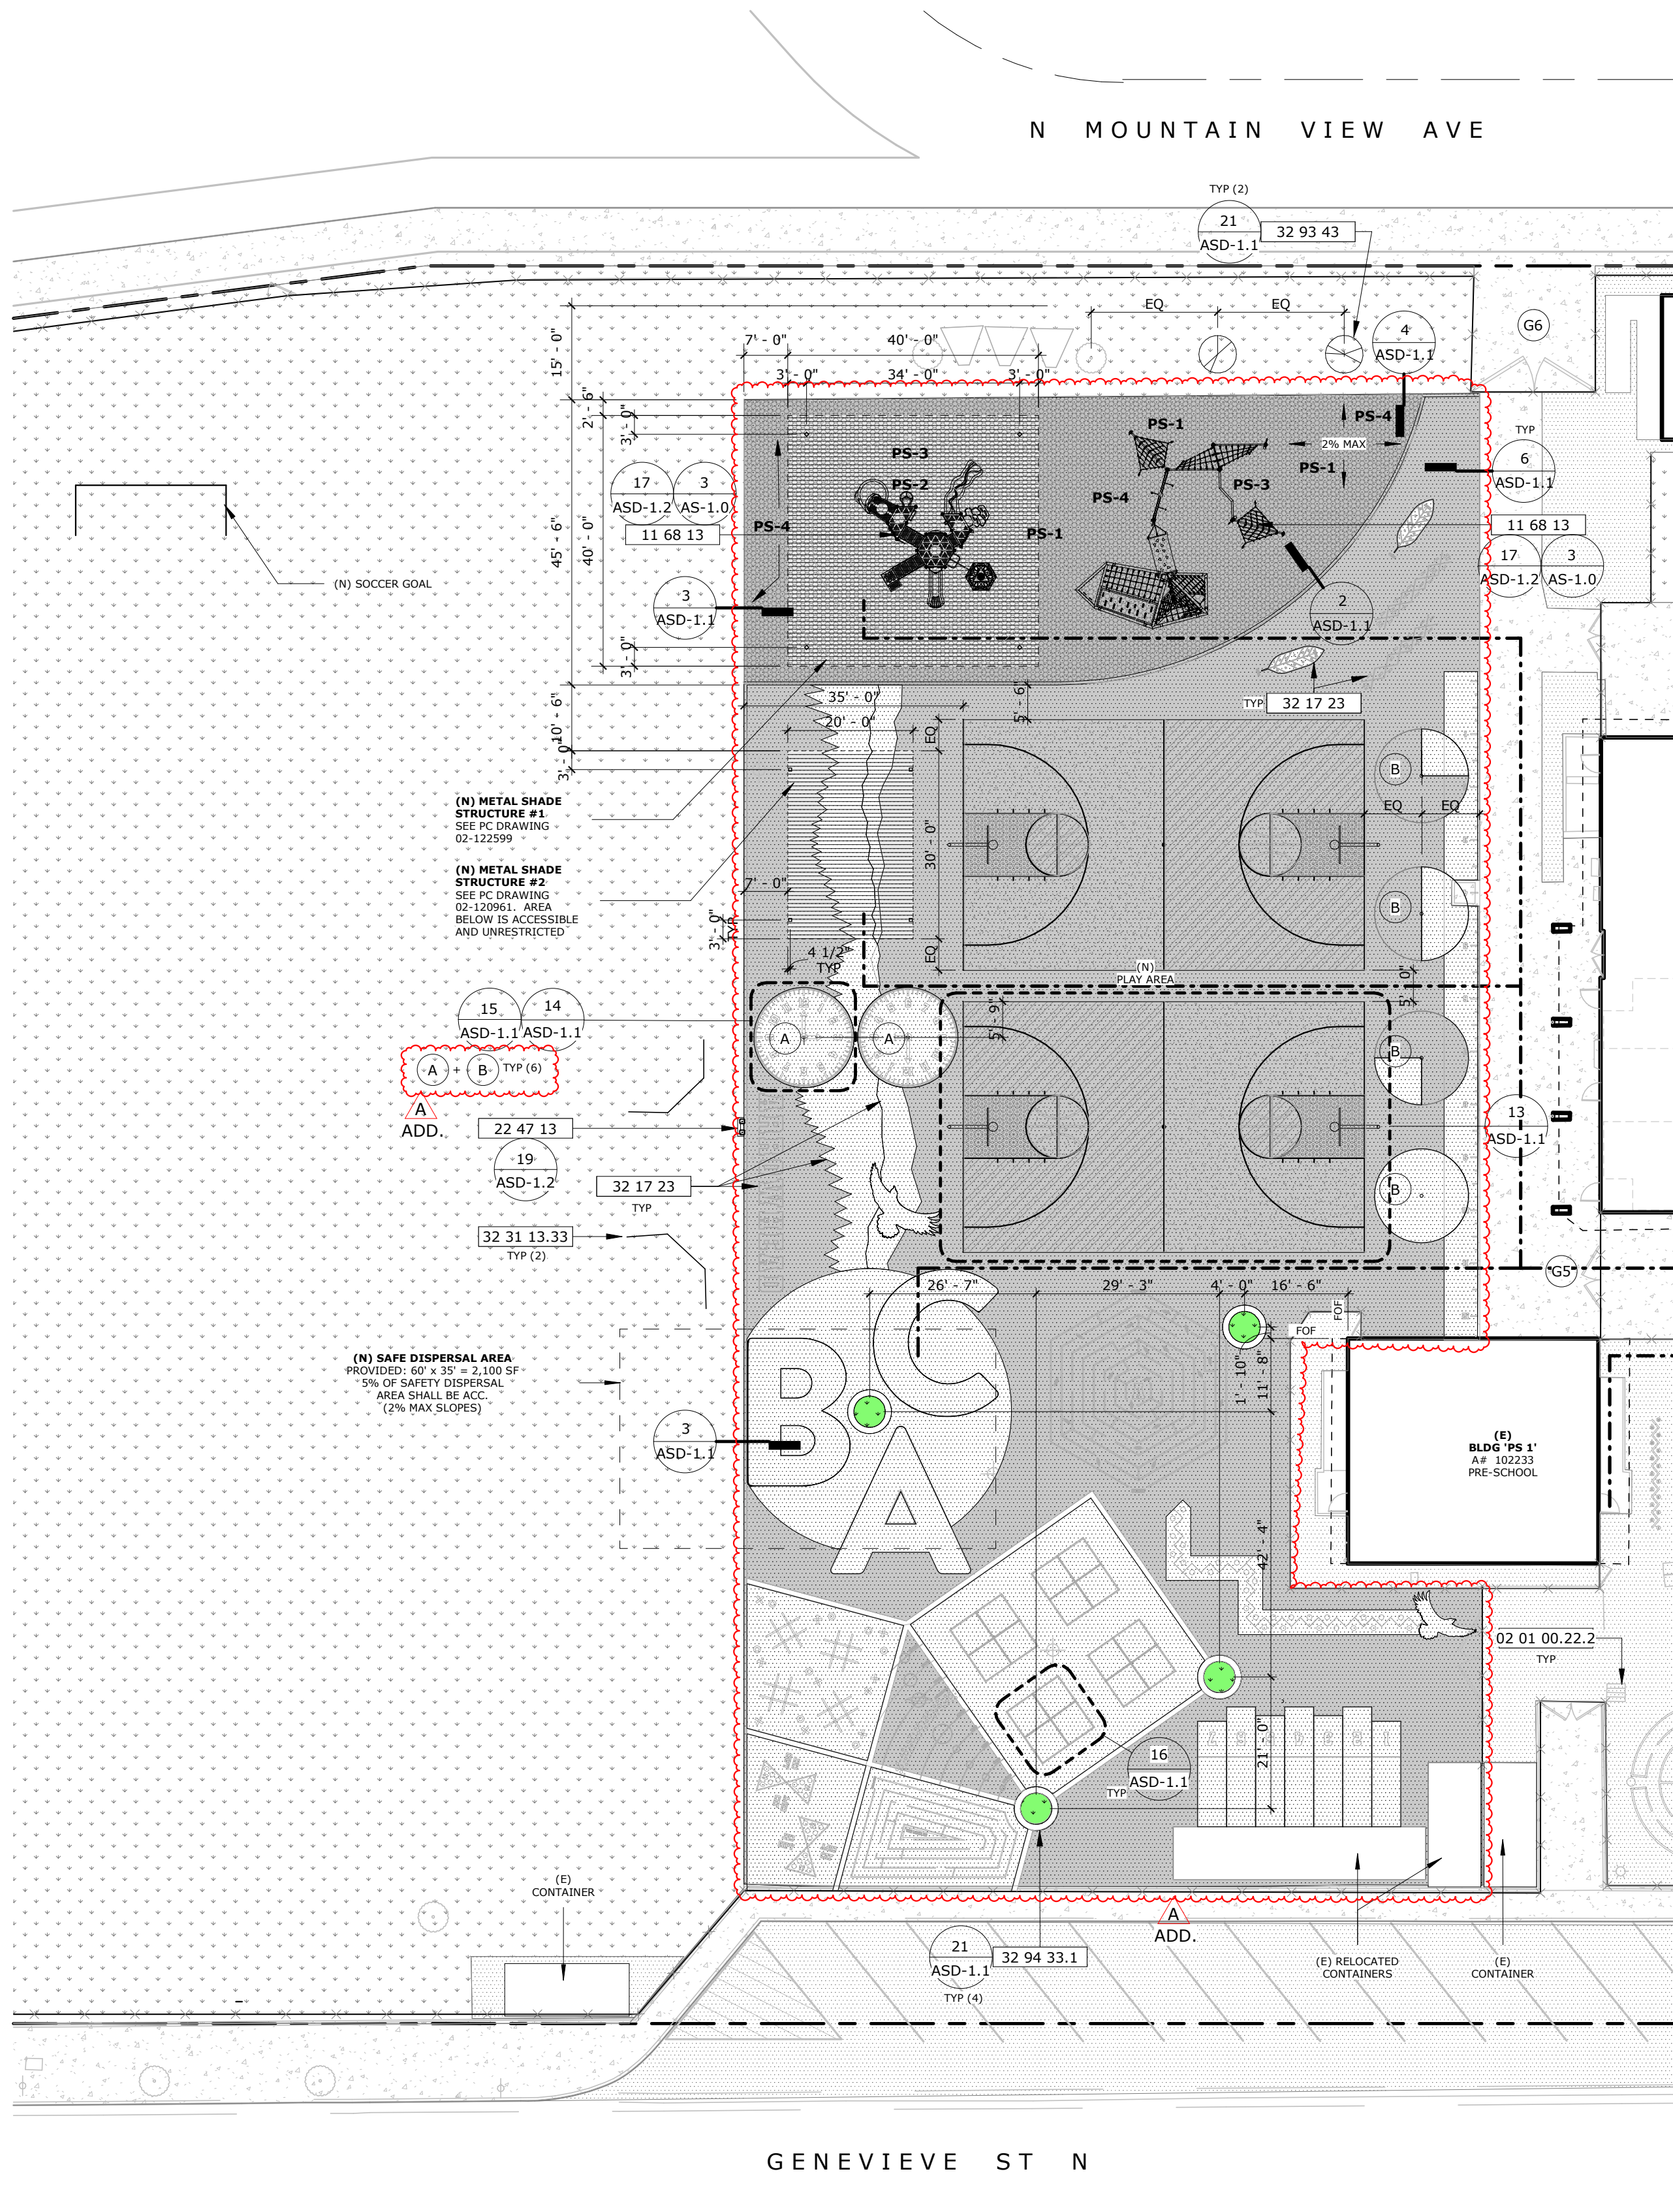 N MOUNTAIN VIEW AVE
TYP (2)
21
ASD-1.1
32 93 43
EQ
EQ
G6
4
ASD-1.1
15' - 0"
7' - 0"
40' - 0"
3' - 0"
34' - 0"
3' - 0"
2' - 6"
3' - 0"
PS-1
PS-4
2% MAX
TYP
6
ASD-1.1
PS-3
PS-2
PS-1
PS-3
PS-4
17
ASD-1.2
3
AS-1.0
11 68 13
PS-4
PS-1
11 68 13
17
ASD-1.2
3
AS-1.0
45' - 6"
40' - 0"
(N) SOCCER GOAL
3
ASD-1.1
2
ASD-1.1
3' - 0"
TYP
32 17 23
10' - 6"
35' - 0"
5' - 6"
20' - 0"
EQ
3' - 0"
B
EQ
EQ
(N) METAL SHADE
STRUCTURE #1
SEE PC DRAWING
02-122599
30' - 0"
(N) METAL SHADE
STRUCTURE #2
SEE PC DRAWING
02-120961. AREA
BELOW IS ACCESSIBLE
AND UNRESTRICTED
7' - 0"
B
3' - 0"
TYP
EQ
4 1/2"
TYP
(N)
PLAY AREA
5' - 0"
15
ASD-1.1
14
ASD-1.1
A
A
5' - 9"
B
A + B TYP (6)
A
ADD.
22 47 13
13
ASD-1.1
19
ASD-1.2
32 17 23
TYP
B
32 31 13.33
TYP (2)
G5
26' - 7"
29' - 3"
4' - 0"
16' - 6"
FOF
FOF
1' - 10"
11' - 8"
(N) SAFE DISPERSAL AREA
PROVIDED: 60' x 35' = 2,100 SF
5% OF SAFETY DISPERSAL
AREA SHALL BE ACC.
(2% MAX SLOPES)
B
C
A
3
ASD-1.1
(E)
BLDG 'PS 1'
A# 102233
PRE-SCHOOL
42' - 4"
02 01 00.22.2
TYP
21' - 0"
16
ASD-1.1
TYP
(E)
CONTAINER
A
ADD.
21
ASD-1.1
32 94 33.1
TYP (4)
(E) RELOCATED
CONTAINERS
(E)
CONTAINER
GENEVIEVE ST N